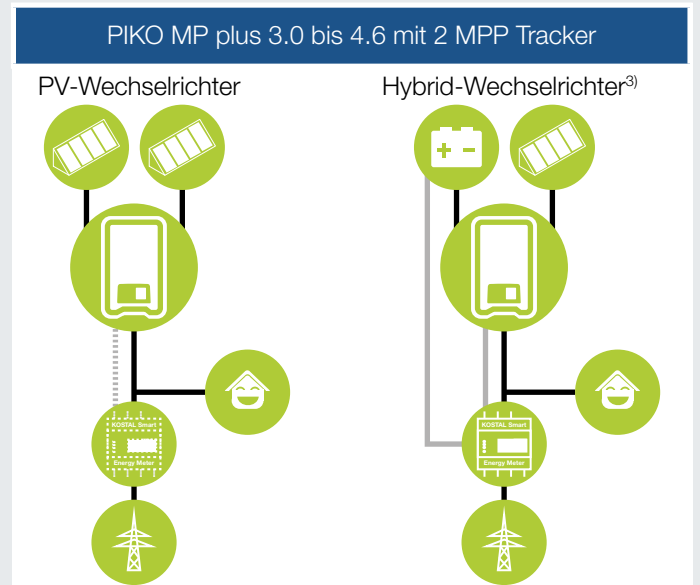 PIKO MP plus 3.0 bis 4.6 mit 2 MPP Tracker
PV-Wechselrichter
Hybrid-Wechselrichter³⁾
KOSTAL Smart
Energy Meter
KOSTAL Smart
Energy Meter